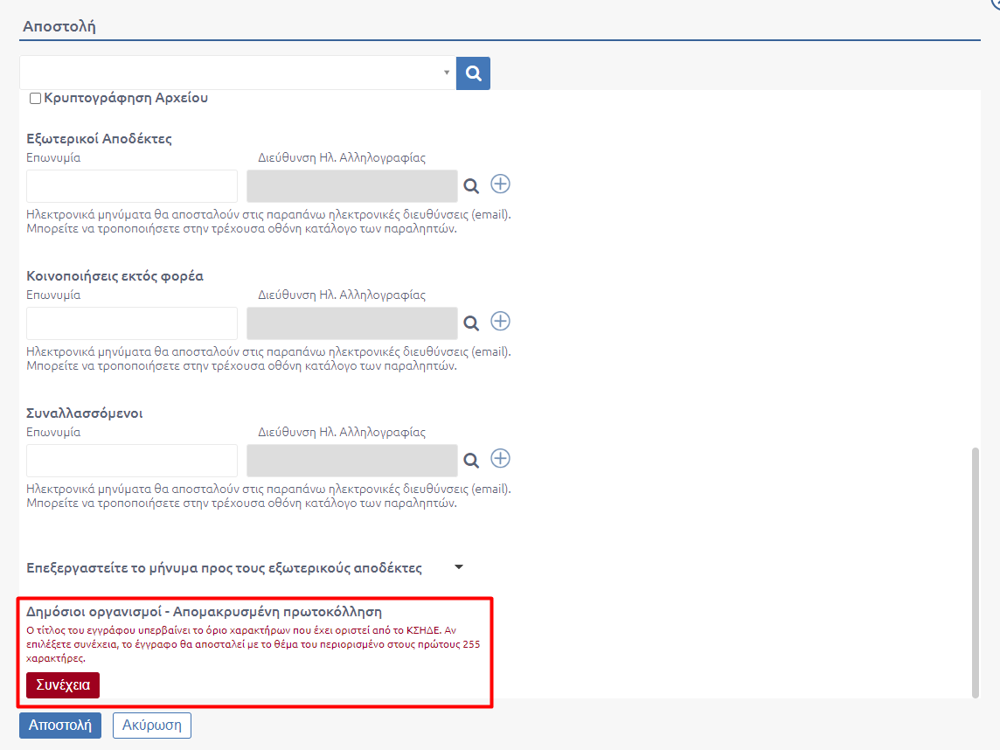 Αποστολή
Κρυπτογράφηση Αρχείου
Εξωτερικοί Αποδέκτες
Επωνυμία Διεύθυνση Ηλ. Αλληλογραφίας
Ηλεκτρονικά μηνύματα θα αποσταλούν στις παραπάνω ηλεκτρονικές διευθύνσεις (email).
Μπορείτε να τροποποιήσετε στην τρέχουσα οθόνη κατάλογο των παραληπτών.
Κοινοποιήσεις εκτός φορέα
Επωνυμία Διεύθυνση Ηλ. Αλληλογραφίας
Ηλεκτρονικά μηνύματα θα αποσταλούν στις παραπάνω ηλεκτρονικές διευθύνσεις (email).
Μπορείτε να τροποποιήσετε στην τρέχουσα οθόνη κατάλογο των παραληπτών.
Συναλλασσόμενοι
Επωνυμία Διεύθυνση Ηλ. Αλληλογραφίας
Ηλεκτρονικά μηνύματα θα αποσταλούν στις παραπάνω ηλεκτρονικές διευθύνσεις (email).
Μπορείτε να τροποποιήσετε στην τρέχουσα οθόνη κατάλογο των παραληπτών.
Επεξεργαστείτε το μήνυμα προς τους εξωτερικούς αποδέκτες
Δημόσιοι οργανισμοί - Απομακρυσμένη πρωτοκόλληση
Ο τίτλος του εγγράφου υπερβαίνει το όριο χαρακτήρων που έχει οριστεί από το ΚΣΗΔΕ. Αν
επιλέξετε συνέχεια, το έγγραφο θα αποσταλεί με το θέμα του περιορισμένο στους πρώτους 255
χαρακτήρες.
Συνέχεια
Αποστολή Ακύρωση